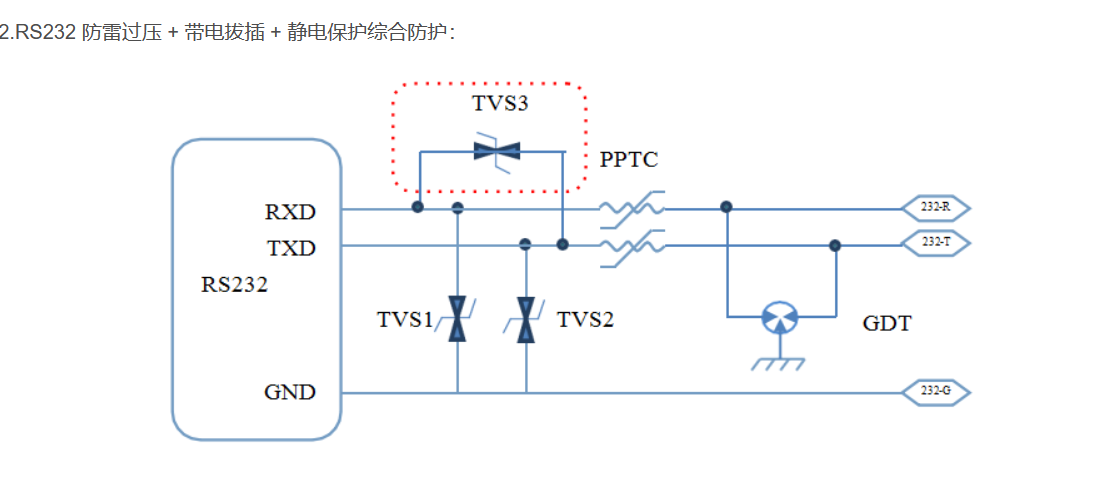 2.RS232 防雷过压 + 带电拔插 + 静电保护综合防护：
TVS3
PPTC
RXD
232-R
TXD
232-T
RS232
TVS1
TVS2
GDT
GND
232-G